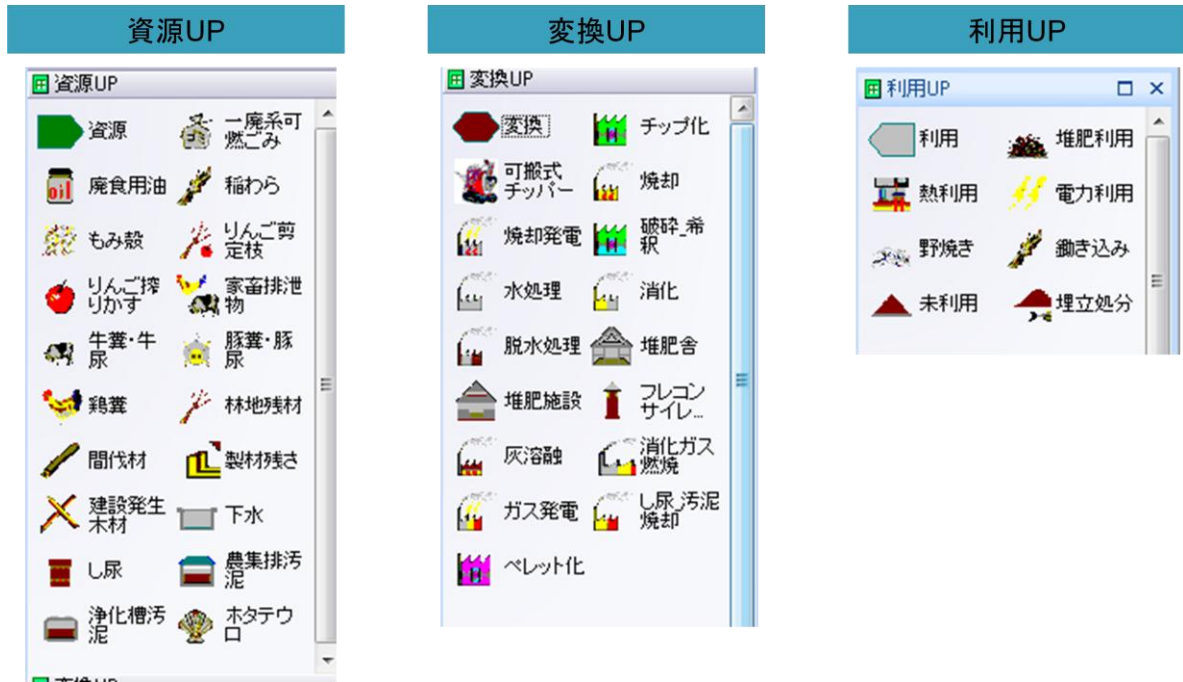 資源UP
変換UP
利用UP
資源UP
資源
一廃系可
燃ごみ
oil
廃食用油
稲わら
もみ殻
りんご剪
定枝
りんご搾
りかす
家畜排泄
物
牛糞・牛
尿
豚糞・豚
尿
鶏糞
林地残材
間伐材
製材残さ
建設発生
木材
下水
し尿
農集排汚
泥
浄化槽汚
泥
ホタテウ
ロ
変換UP
変換
チップ化
可搬式
チッパー
焼却
焼却発電
破砕_希
釈
水処理
消化
脱水処理
堆肥舎
堆肥施設
フレコン
サイレ...
灰溶融
消化ガス
燃焼
ガス発電
し尿_汚泥
焼却
ペレット化
利用UP
利用
堆肥利用
熱利用
電力利用
野焼き
鋤き込み
未利用
埋立処分